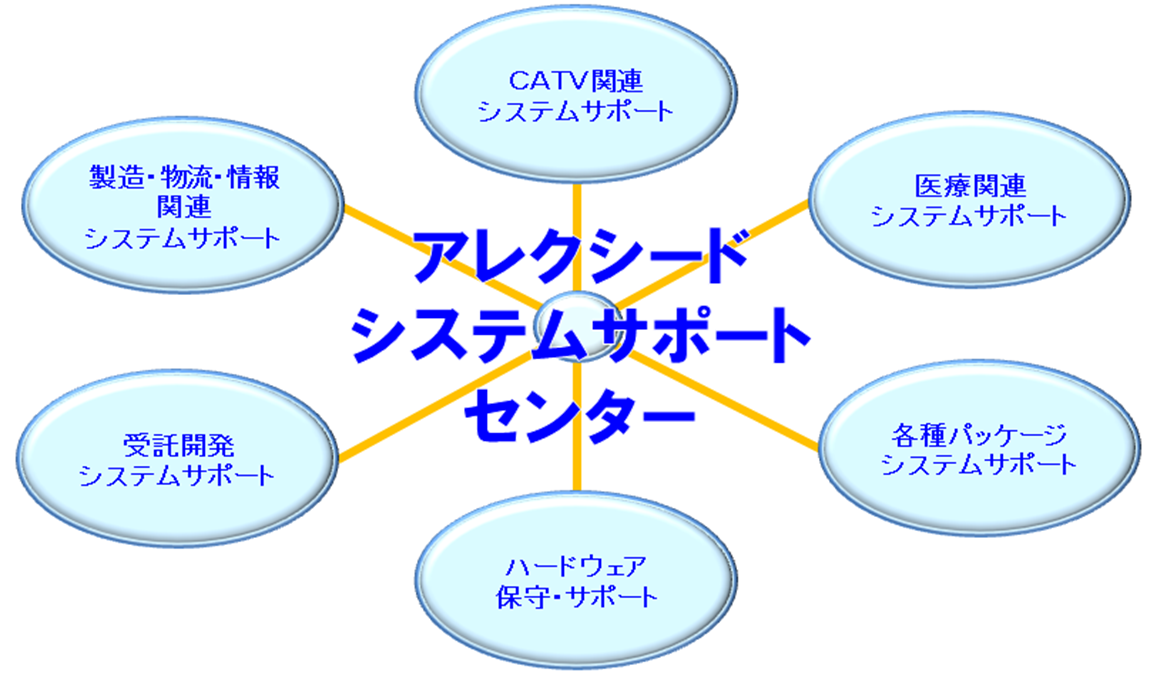 CATV関連
システムサポート
製造・物流・情報
関連
システムサポート
医療関連
システムサポート
アレクシード
システムサポート
センター
受託開発
システムサポート
各種パッケージ
システムサポート
ハードウェア
保守・サポート